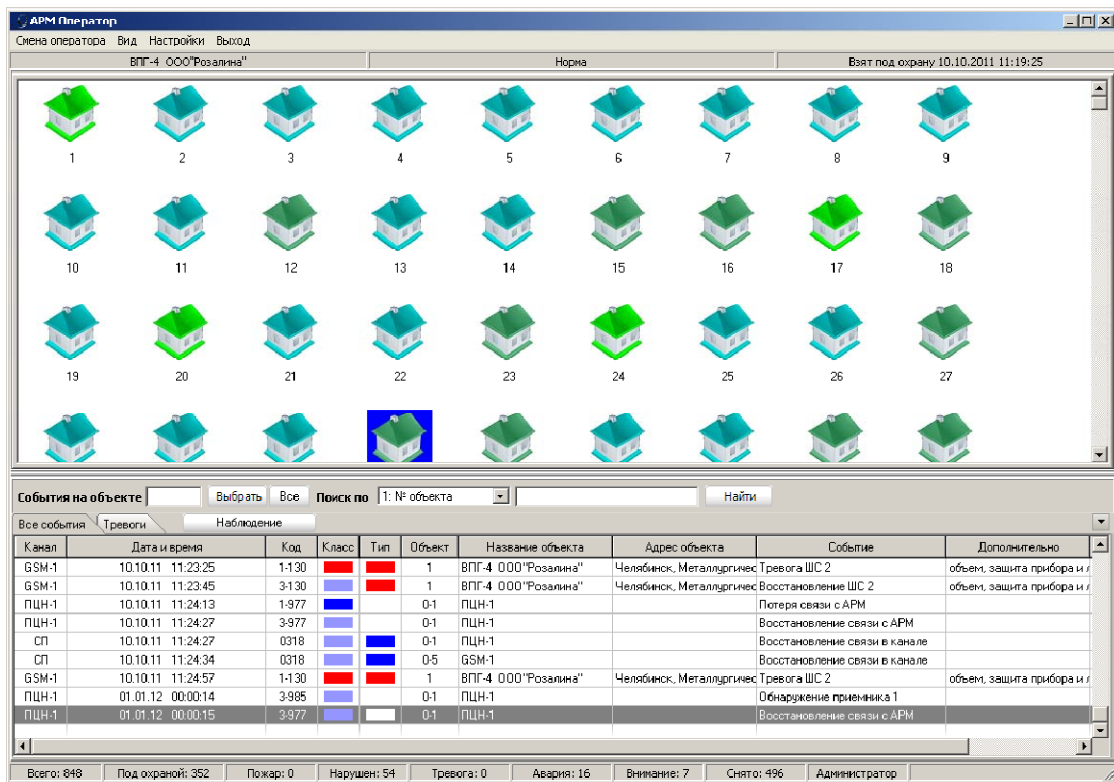 АРМ Оператор
Смена оператора Вид Настройки Выход
ВПГ-4 ООО"Розалина" Норма Взят под охрану 10.10.2011 11:19:25
1 2 3 4 5 6 7 8 9
10 11 12 13 14 15 16 17 18
19 20 21 22 23 24 25 26 27
События на объекте Выбрать Все Поиск по 1: № объекта Найти
Все события Тревоги Наблюдение
Канал Дата и время Код Класс Тип Объект Название объекта Адрес объекта Событие Дополнительно
GSM-1 10.10.11 11:23:25 1-130 1 ВПГ-4 ООО"Розалина" Челябинск, Металлургичес Тревога ШС 2 объем, защита прибора и л
GSM-1 10.10.11 11:23:45 3-130 1 ВПГ-4 ООО"Розалина" Челябинск, Металлургичес Восстановление ШС 2 объем, защита прибора и л
ПЦН-1 10.10.11 11:24:13 1-977 0-1 ПЦН-1 Потеря связи с АРМ
ПЦН-1 10.10.11 11:24:27 3-977 0-1 ПЦН-1 Восстановление связи с АРМ
СП 10.10.11 11:24:27 0318 0-1 ПЦН-1 Восстановление связи в канале
СП 10.10.11 11:24:34 0318 0-5 GSM-1 Восстановление связи в канале
GSM-1 10.10.11 11:24:57 1-130 1 ВПГ-4 ООО"Розалина" Челябинск, Металлургичес Тревога ШС 2 объем, защита прибора и л
ПЦН-1 01.01.12 00:00:14 3-985 0-1 ПЦН-1 Обнаружение приемника 1
ПЦН-1 01.01.12 00:00:15 3-977 0-1 ПЦН-1 Восстановление связи с АРМ
Всего: 848 Под охраной: 352 Пожар: 0 Нарушен: 54 Тревога: 0 Авария: 16 Внимание: 7 Снято: 496 Администратор